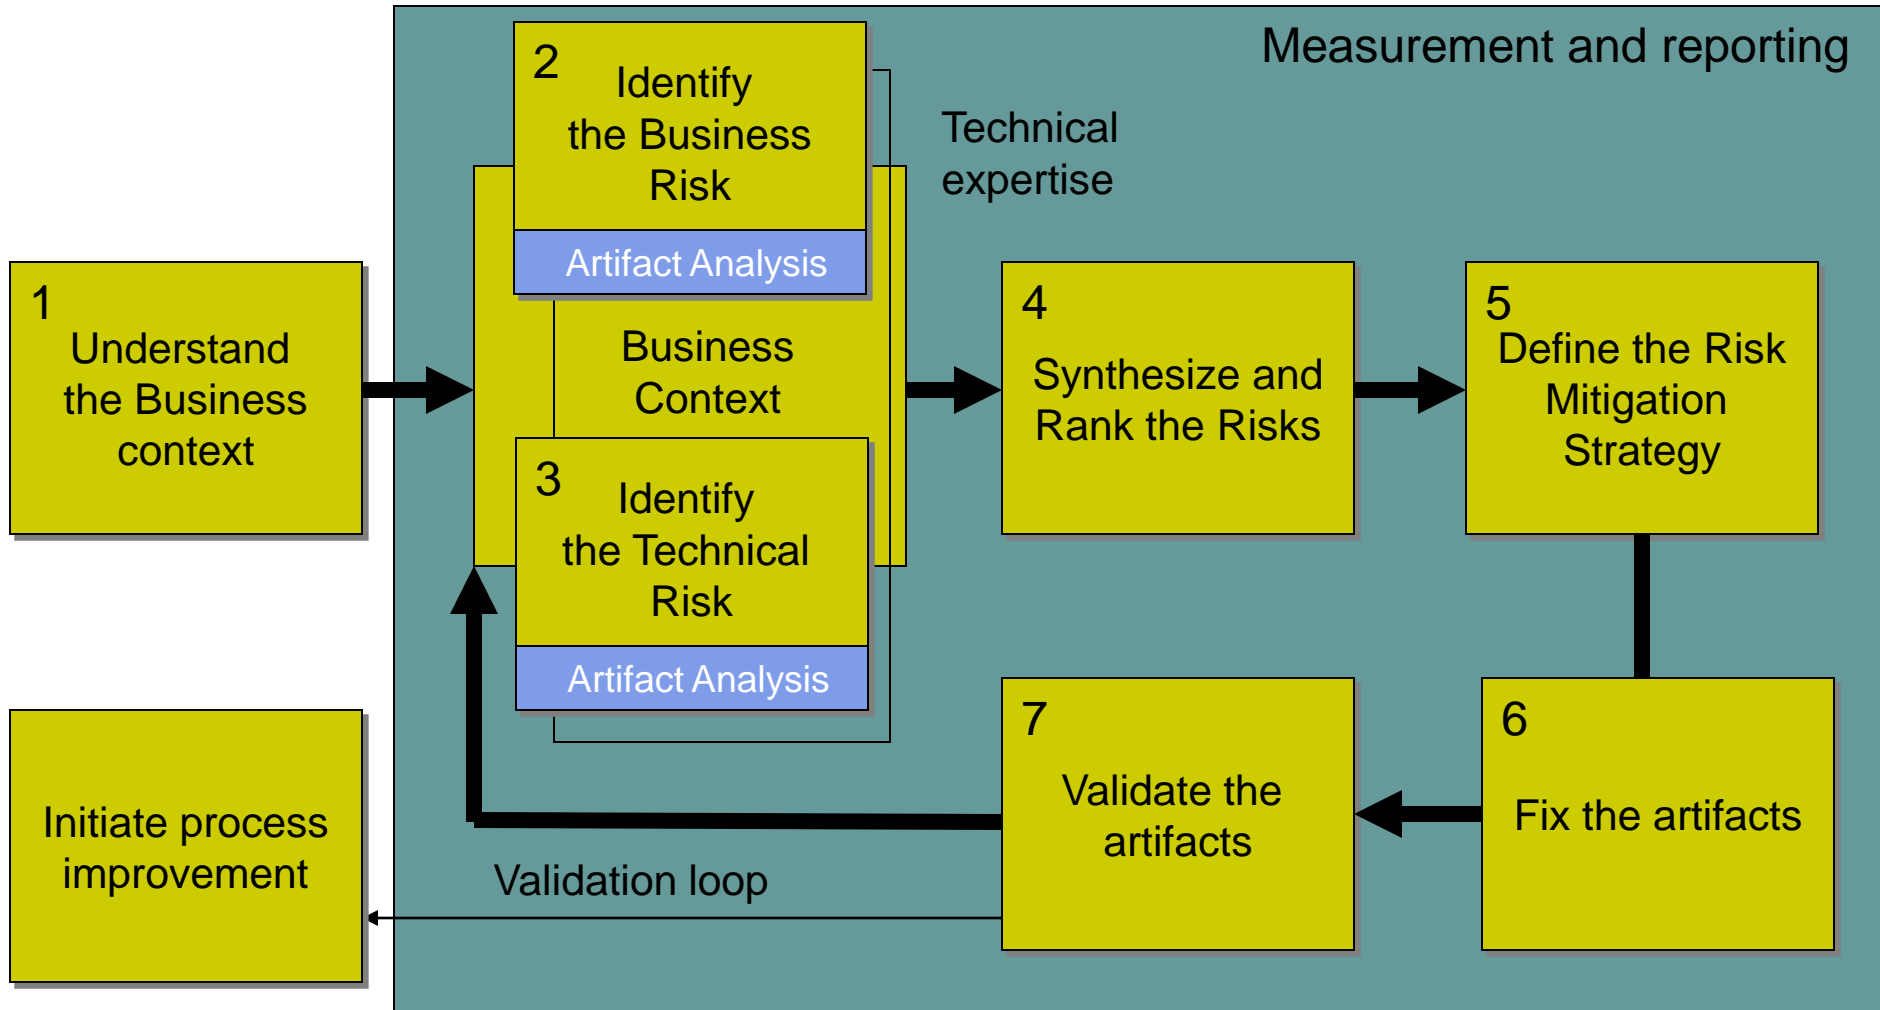 Measurement and reporting
2
Identify
the Business
Risk
Artifact Analysis
Technical
expertise
1
Understand
the Business
context
Business
Context
3
Identify
the Technical
Risk
Artifact Analysis
4
Synthesize and
Rank the Risks
5
Define the Risk
Mitigation
Strategy
6
Fix the artifacts
7
Validate the
artifacts
Validation loop
Initiate process
improvement